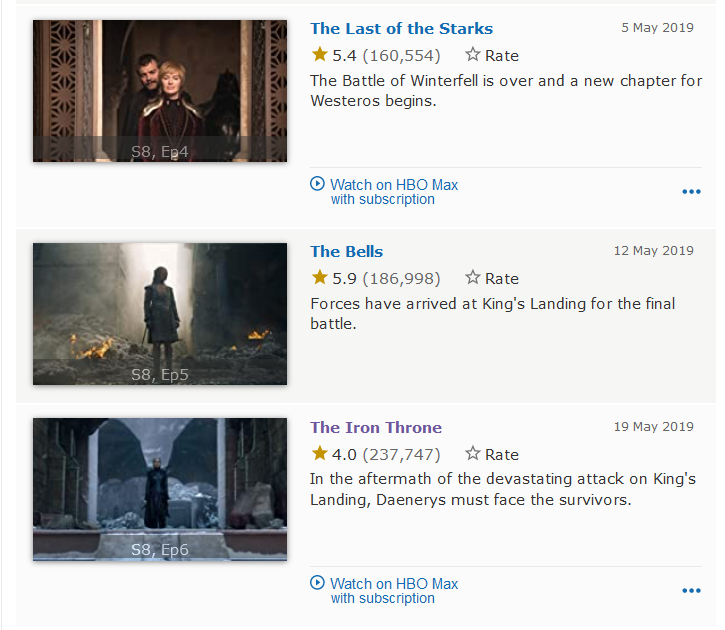 The Last of the Starks
5 May 2019
5.4 (160,554) Rate
The Battle of Winterfell is over and a new chapter for
Westeros begins.
S8, Ep4
Watch on HBO Max
with subscription
The Bells
12 May 2019
5.9 (186,998) Rate
Forces have arrived at King's Landing for the final
battle.
S8, Ep5
The Iron Throne
19 May 2019
4.0 (237,747) Rate
In the aftermath of the devastating attack on King's
Landing, Daenerys must face the survivors.
S8, Ep6
Watch on HBO Max
with subscription